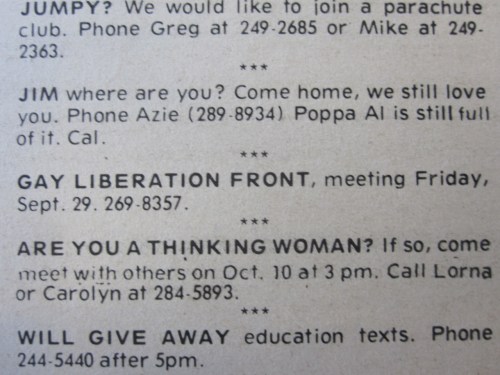 JUMPY? We would like to join a parachute
club. Phone Greg at 249-2685 or Mike at 249-
2363.
***
JIM where are you? Come home, we still love
you. Phone Azie (289-8934) Poppa Al is still full
of it. Cal.
***
GAY LIBERATION FRONT, meeting Friday,
Sept. 29. 269-8357.
***
ARE YOU A THINKING WOMAN? If so, come
meet with others on Oct. 10 at 3 pm. Call Lorna
or Carolyn at 284-5893.
***
WILL GIVE AWAY education texts. Phone
244-5440 after 5pm.